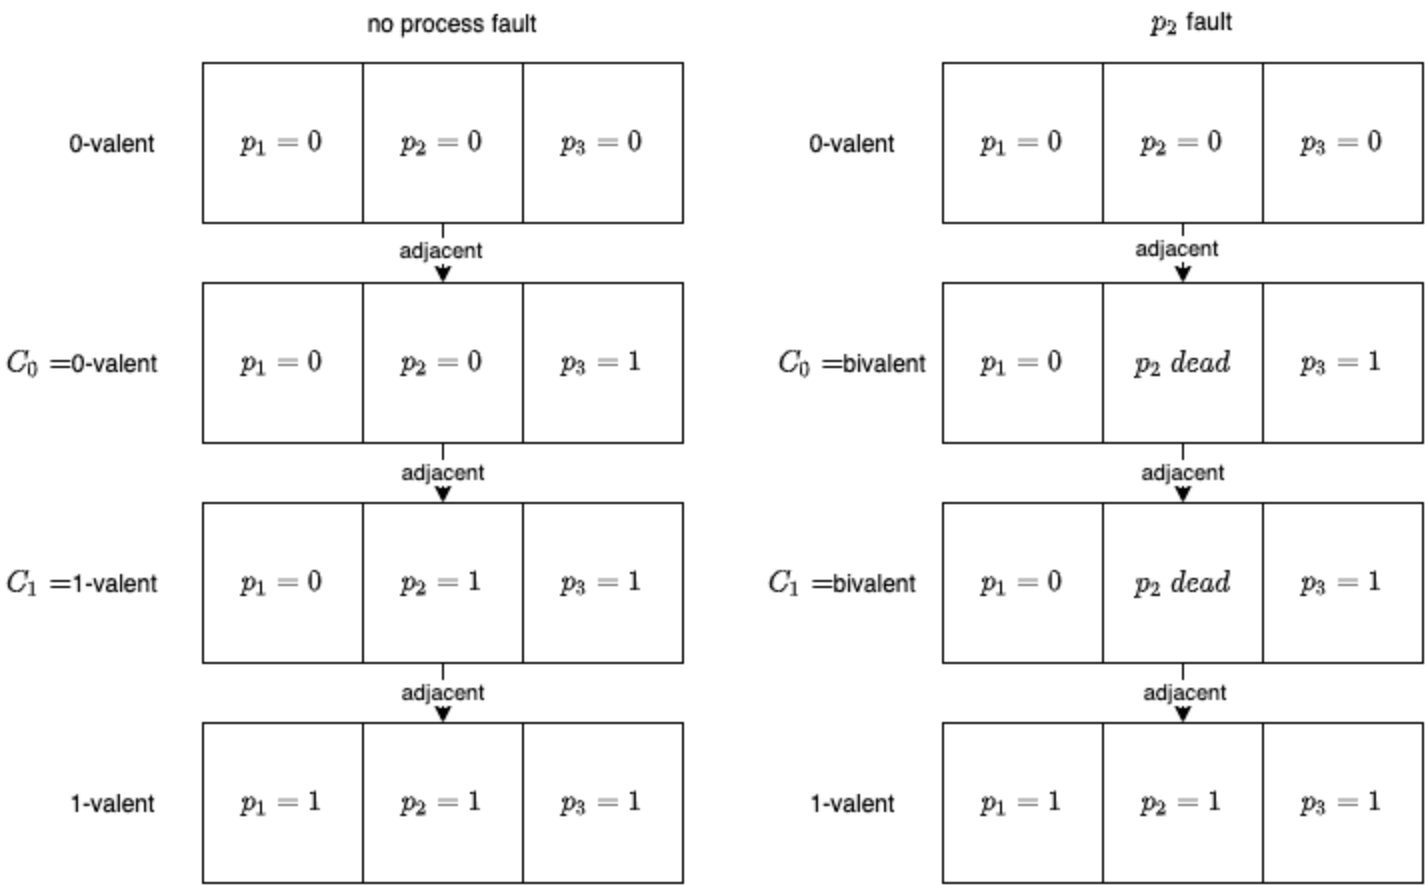 no process fault
p₂ fault
0-valent
p₁ = 0
p₂ = 0
p₃ = 0
0-valent
p₁ = 0
p₂ = 0
p₃ = 0
adjacent
adjacent
C₀ =0-valent
p₁ = 0
p₂ = 0
p₃ = 1
C₀ =bivalent
p₁ = 0
p₂ dead
p₃ = 1
adjacent
adjacent
C₁ =1-valent
p₁ = 0
p₂ = 1
p₃ = 1
C₁ =bivalent
p₁ = 0
p₂ dead
p₃ = 1
adjacent
adjacent
1-valent
p₁ = 1
p₂ = 1
p₃ = 1
1-valent
p₁ = 1
p₂ = 1
p₃ = 1